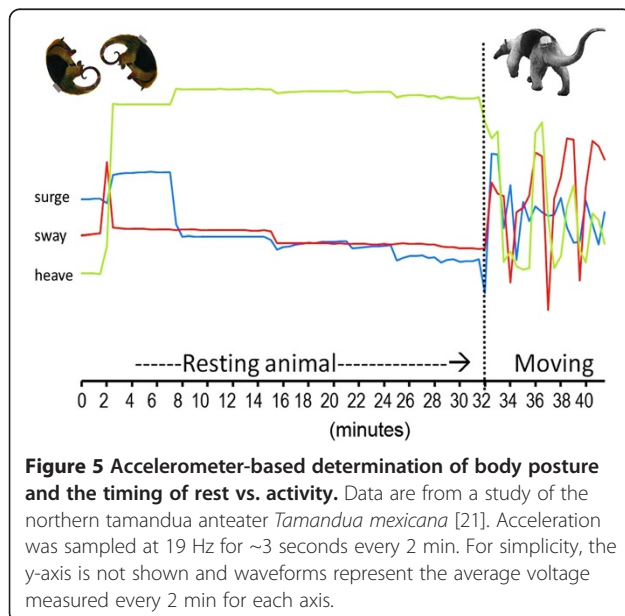 surge
sway
heave
------Resting animal------------→
Moving
0 2 4 6 8 10 12 14 16 18 20 22 24 26 28 30 32 34 36 38 40
(minutes)
Figure 5 Accelerometer-based determination of body posture
and the timing of rest vs. activity. Data are from a study of the
northern tamandua anteater Tamandua mexicana [21]. Acceleration
was sampled at 19 Hz for ~3 seconds every 2 min. For simplicity, the
y-axis is not shown and waveforms represent the average voltage
measured every 2 min for each axis.